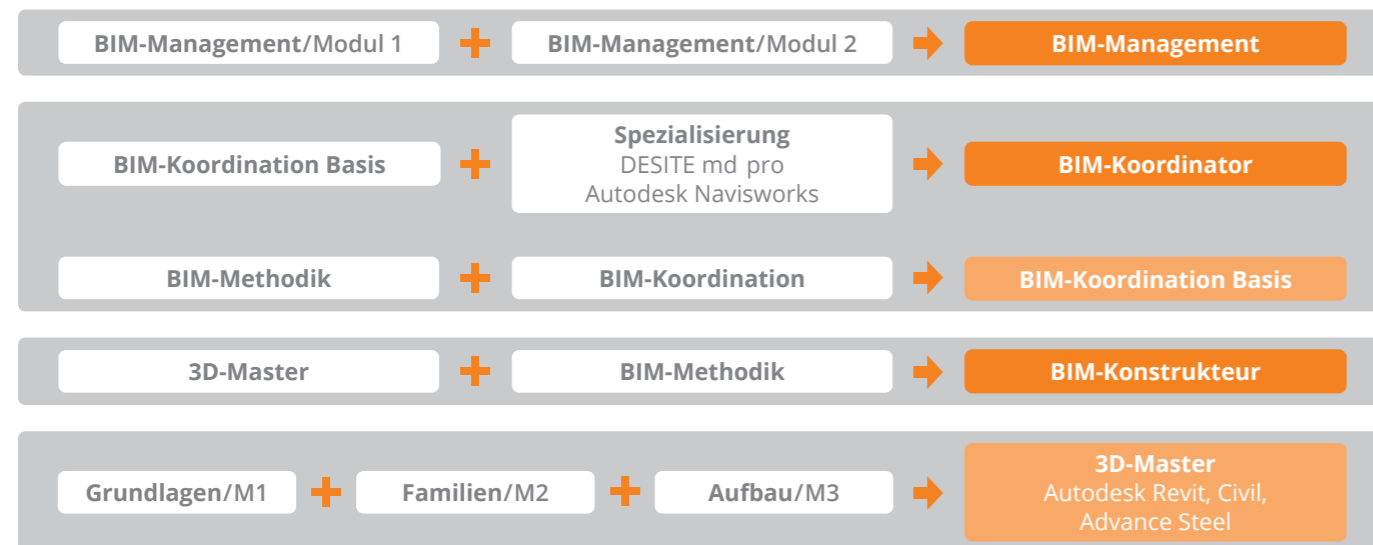 BIM-Management/Modul 1
BIM-Management/Modul 2
BIM-Management
BIM-Koordination Basis
Spezialisierung
DESITE md pro
Autodesk Navisworks
BIM-Koordinator
BIM-Methodik
BIM-Koordination
BIM-Koordination Basis
3D-Master
BIM-Methodik
BIM-Konstrukteur
Grundlagen/M1
Familien/M2
Aufbau/M3
3D-Master
Autodesk Revit, Civil,
Advance Steel